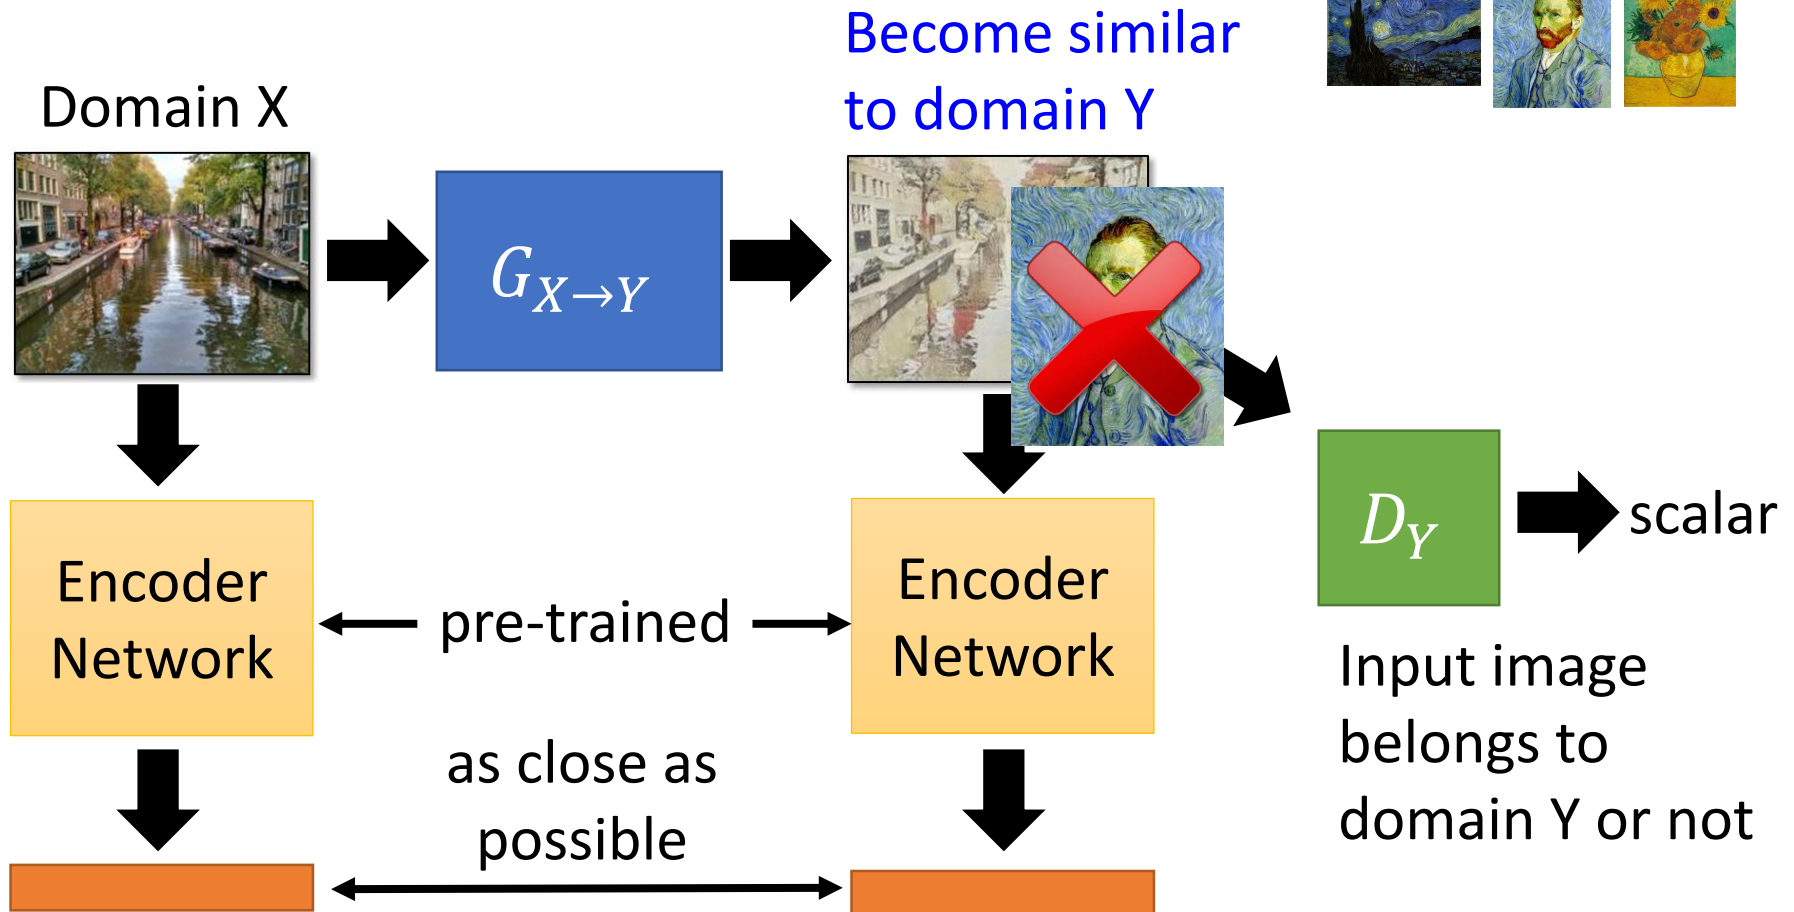 Become similar
to domain Y
Domain X
G_{X→Y}
Encoder
Network
pre-trained
Encoder
Network
D_Y
scalar
Input image
belongs to
domain Y or not
as close as
possible